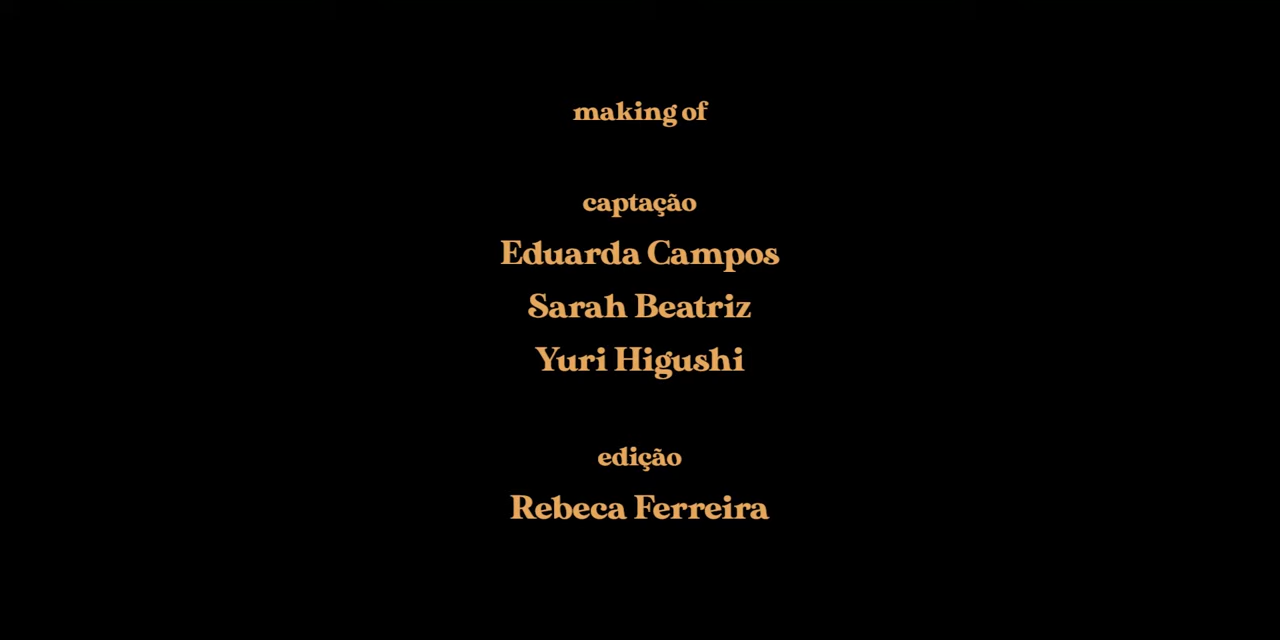 making of
captação
Eduarda Campos
Sarah Beatriz
Yuri Higushi
edição
Rebeca Ferreira